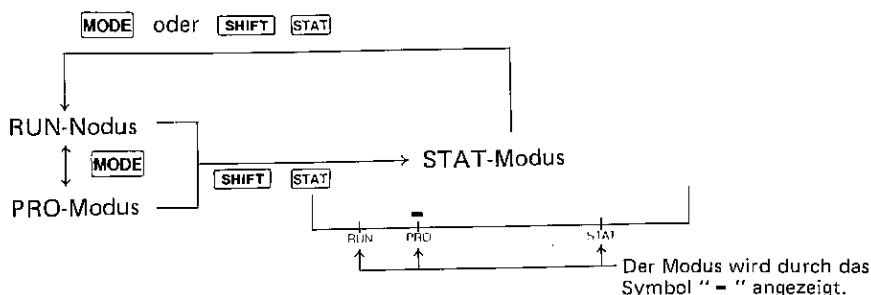 MODE oder SHIFT STAT
RUN-Nodus
MODE
STAT-Modus
SHIFT STAT
PRO-Modus
RUN PRO STAT
Der Modus wird durch das
Symbol “ - ” angezeigt.